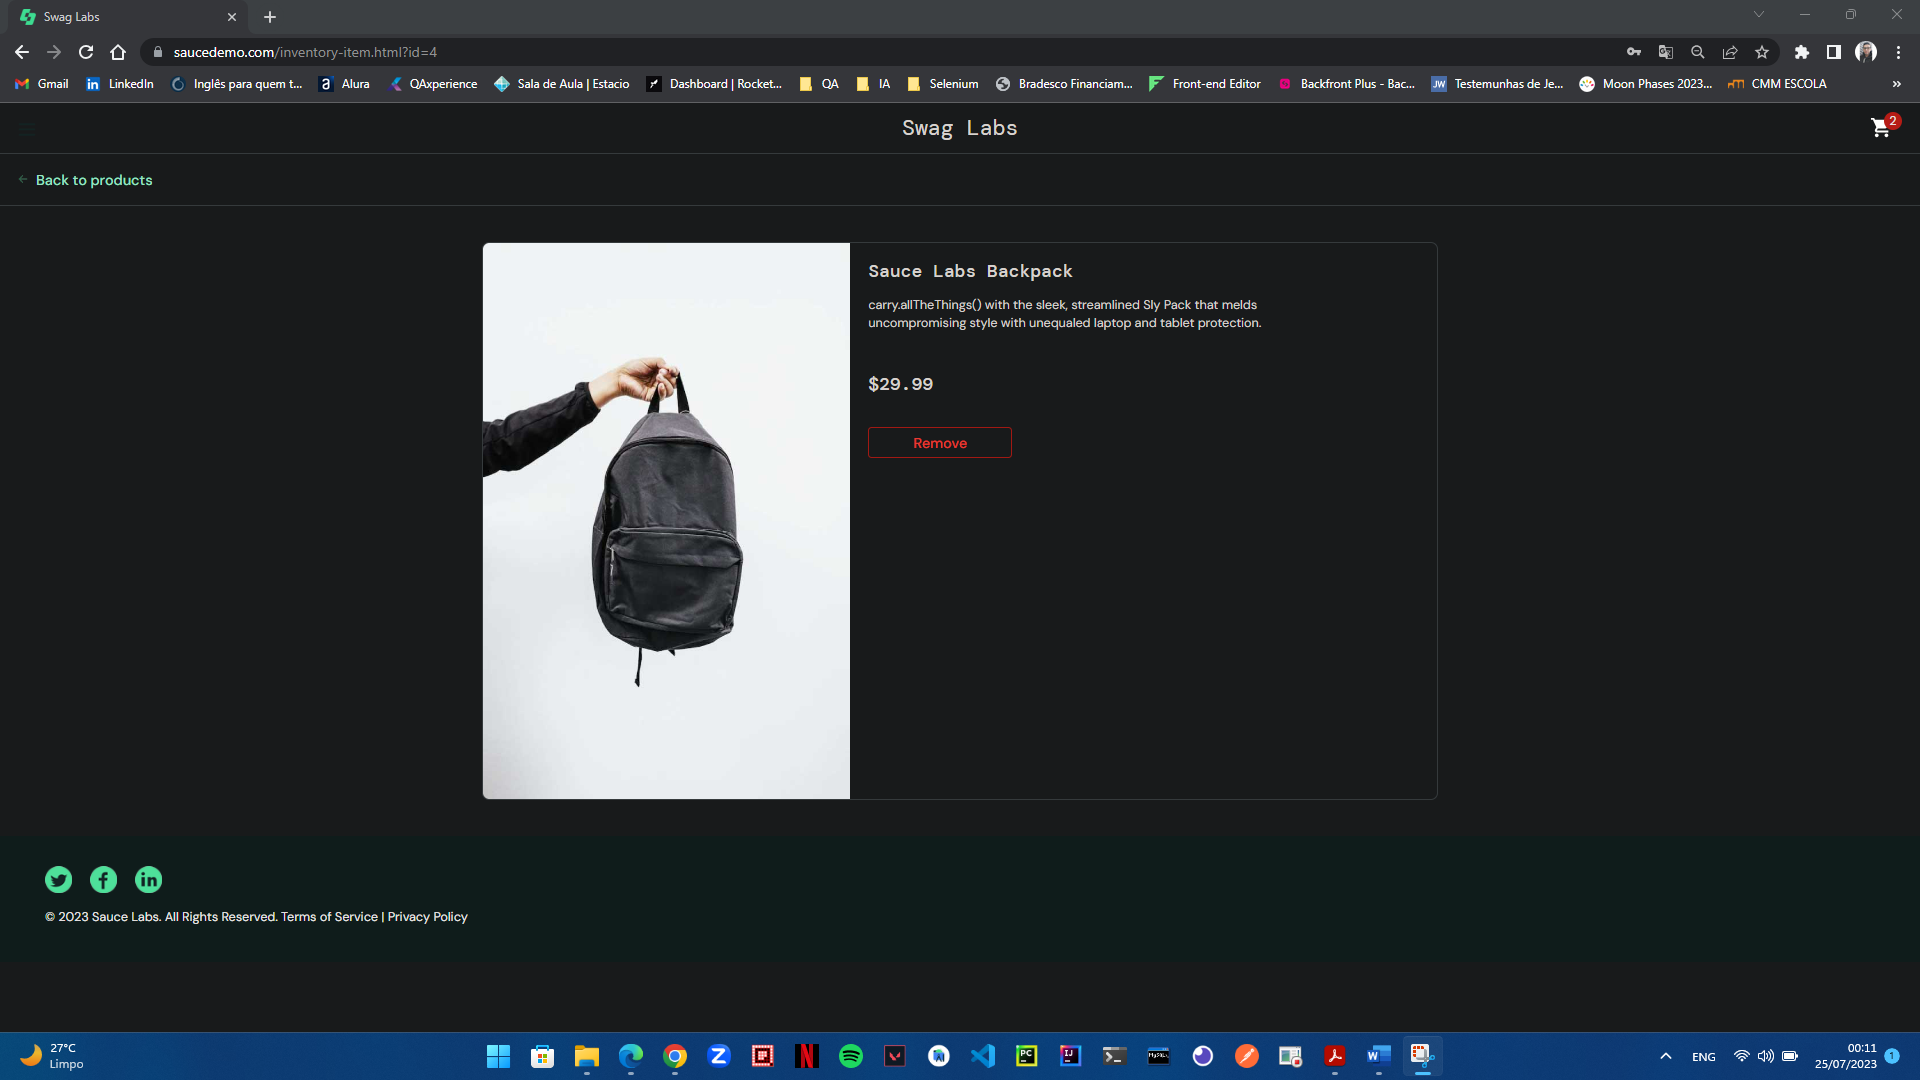 Swag Labs
saucedemo.com/inventory-item.html?id=4
Gmail
LinkedIn
Inglês para quem t...
Alura
QAxperience
Sala de Aula | Estacio
Dashboard | Rocket...
QA
IA
Selenium
Bradesco Financiam...
Front-end Editor
Backfront Plus - Bac...
Testemunhas de Je...
Moon Phases 2023...
CMM ESCOLA
»
Swag Labs
2
Back to products
Sauce Labs Backpack
carry.allTheThings() with the sleek, streamlined Sly Pack that melds
uncompromising style with unequaled laptop and tablet protection.
$29.99
Remove
© 2023 Sauce Labs. All Rights Reserved. Terms of Service | Privacy Policy
27°C
Limpo
ENG
00:11
25/07/2023
1